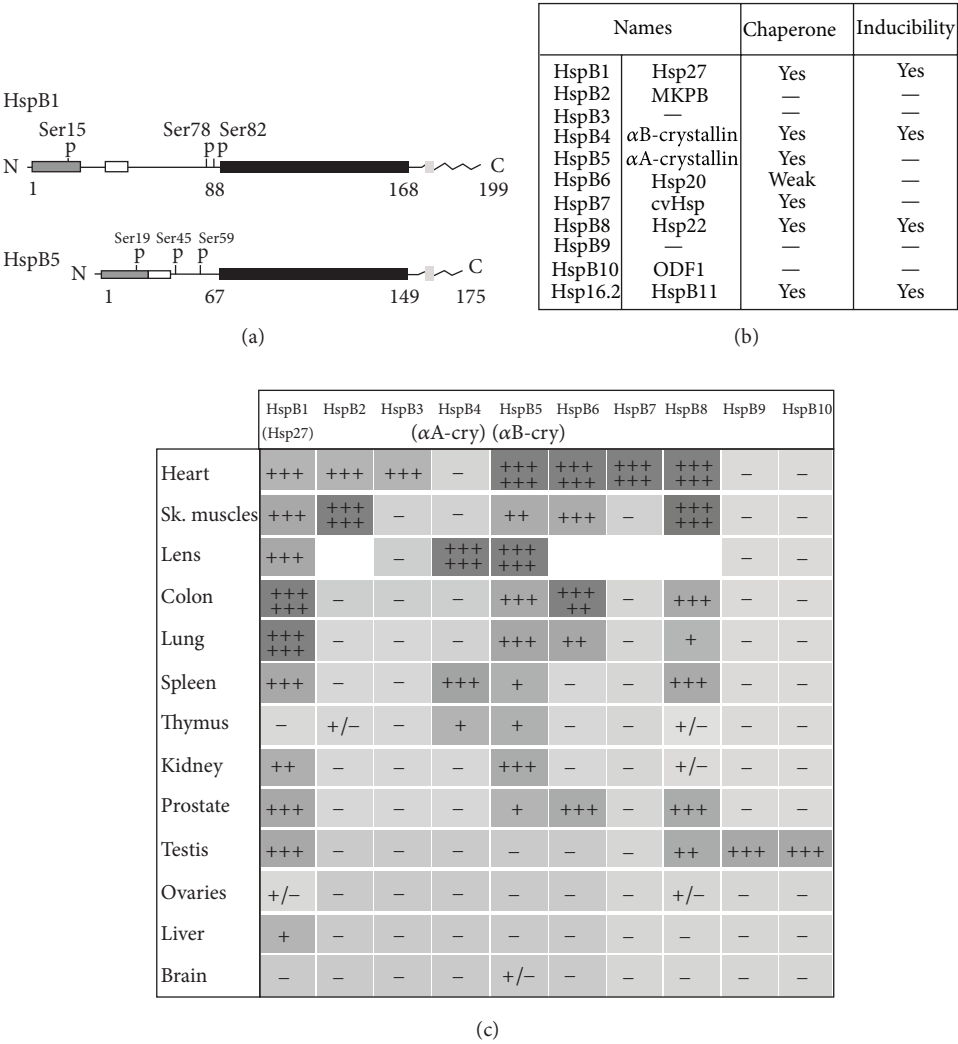 HspB1
Ser15 Ser78 Ser82
p p p
N C
1 88 168 199
HspB5
Ser19 Ser45 Ser59
p p p
N C
1 67 149 175
(a)
Names Chaperone Inducibility
HspB1 Hsp27 Yes Yes
HspB2 MKPB — —
HspB3 — — —
HspB4 αB-crystallin Yes Yes
HspB5 αA-crystallin Yes —
HspB6 Hsp20 Weak —
HspB7 cvHsp Yes —
HspB8 Hsp22 Yes Yes
HspB9 — — —
HspB10 ODF1 — —
Hsp16.2 HspB11 Yes Yes
(b)
HspB1 HspB2 HspB3 HspB4 HspB5 HspB6 HspB7 HspB8 HspB9 HspB10
(Hsp27) (αA-cry) (αB-cry)
Heart +++ +++ +++ − +++ +++ +++ +++ +++ +++ +++ +++ − −
Sk. muscles +++ +++ +++ − − ++ +++ − +++ +++ − −
Lens +++ − +++ +++ +++ +++ − −
Colon +++ +++ − − − +++ +++ ++ − +++ − −
Lung +++ +++ − − − +++ ++ − + − −
Spleen +++ − − +++ + − − +++ − −
Thymus − +/− − + + − − +/− − −
Kidney ++ − − − +++ − − +/− − −
Prostate +++ − − − + +++ − +++ − −
Testis +++ − − − − − − ++ +++ +++
Ovaries +/− − − − − − − +/− − −
Liver + − − − − − − − − −
Brain − − − − +/− − − − − −
(c)